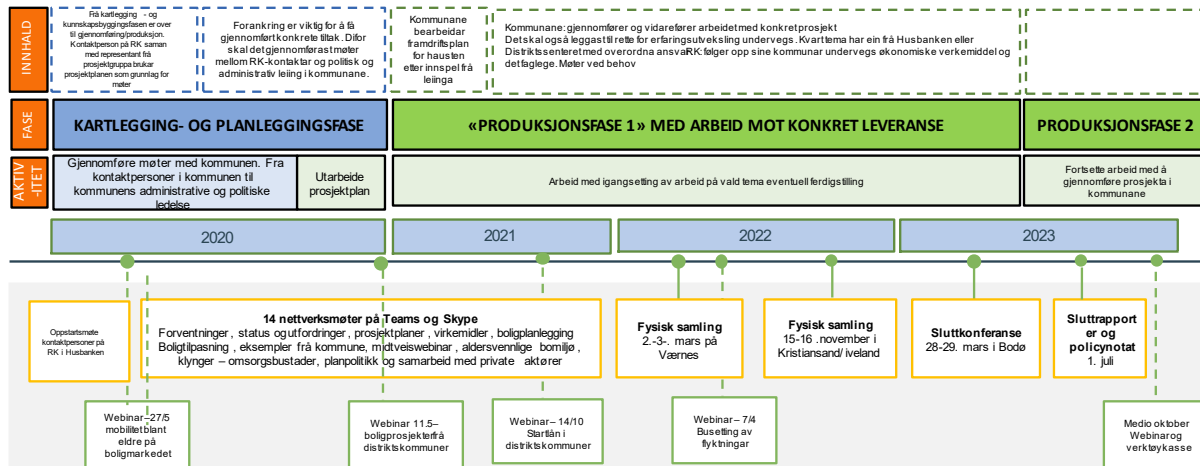 INNHALD
Frå kartlegging - og
kunnskapsbyggingsfasen er over
til gjennomføring/produksjon.
Kontaktperson på RK saman
med representant frå
prosjektgruppa brukar
prosjektplanen som grunnlag for
møter
Forankring er viktig for å få
gjennomført konkrete tiltak. Difor
skal det gjennomførast møter
mellom RK-kontaktar og politisk og
administrativ leiing i kommunane.
Kommunane
bearbeidar
framdriftsplan
for hausten
etter innspel frå
leiinga
Kommunane: gjennomfører og vidarefører arbeidet med konkret prosjekt
Det skal også leggast til rette for erfaringsutveksling undervegs. Kvart tema har ein frå Husbanken eller
Distriktssenteret med overordna ansvar. RK: følger opp sine kommunar undervegs økonomiske verkemiddel og
det faglege. Møter ved behov
FASE
KARTLEGGING- OG PLANLEGGINGSFASE
«PRODUKSJONSFASE 1» MED ARBEID MOT KONKRET LEVERANSE
PRODUKSJONSFASE 2
AKTIV
-ITET
Gjennomføre møter med kommunen. Fra
kontaktpersoner i kommunen til
kommunens administrative og politiske
ledelse
Utarbeide
prosjektplan
Arbeid med igangsetting av arbeid på vald tema eventuell ferdigstilling
Fortsette arbeid med å
gjennomføre prosjekta i
kommunane
2020
2021
2022
2023
Oppstartsmøte
kontaktpersoner på
RK i Husbanken
14 nettverksmøter på Teams og Skype
Forventninger, status og utfordringer, prosjektplaner, virkemidler, boligplanlegging
Boligtilpasning, eksempler frå kommune, midtveiswebinar, aldersvennlige bomiljø,
klynger – omsorgsbustader, planpolitikk og samarbeid med private aktører
Fysisk samling
2.-3-. mars på
Værnes
Fysisk samling
15-16 .november i
Kristiansand/ iveland
Sluttkonferanse
28-29. mars i Bodø
Sluttrapport
er og
policynotat
1. juli
Webinar –27/5
mobilitet blant
eldre på
boligmarkedet
Webinar 11.5–
boligprosjekter frå
distriktskommuner
Webinar – 14/10
Startlån i
distriktskommuner
Webinar – 7/4
Busetting av
flyktningar
Medio oktober
Webinar og
verktøykasse